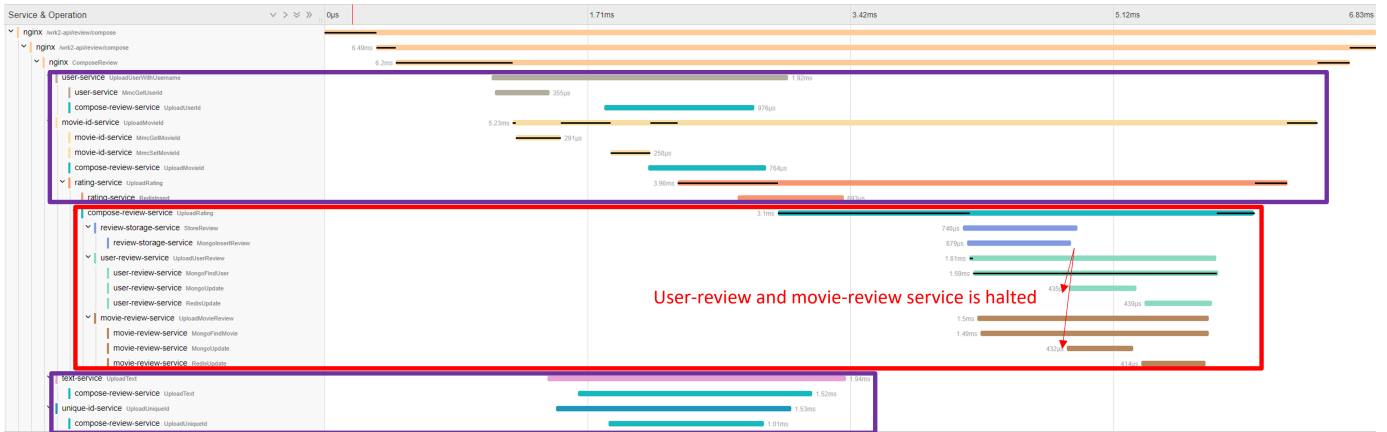 Service & Operation 0µs 1.71ms 3.42ms 5.12ms 6.83ms
nginx /wrk2-api/review/compose
nginx /wrk2-api/review/compose 6.49ms
nginx ComposeReview 6.2ms
user-service UploadUserWithUsername 1.92ms
user-service MmcGetUserId 355µs
compose-review-service UploadUserId 976µs
movie-id-service UploadMovieId 5.23ms
movie-id-service MmcGetMovieId 291µs
movie-id-service MmcSetMovieId 258µs
compose-review-service UploadMovieId 764µs
rating-service UploadRating 3.96ms
rating-service RedisInsert
compose-review-service UploadRating 3.1ms
review-storage-service StoreReview 746µs
review-storage-service MongoInsertReview 679µs
user-review-service UploadUserReview 1.61ms
user-review-service MongoFindUser 1.59ms
user-review-service MongoUpdate 435µs
user-review-service RedisUpdate 439µs
User-review and movie-review service is halted
movie-review-service UploadMovieReview 1.5ms
movie-review-service MongoFindMovie 1.49ms
movie-review-service MongoUpdate 432µs
movie-review-service RedisUpdate 414µs
text-service UploadText 1.94ms
compose-review-service UploadText 1.52ms
unique-id-service UploadUniqueId 1.53ms
compose-review-service UploadUniqueId 1.01ms